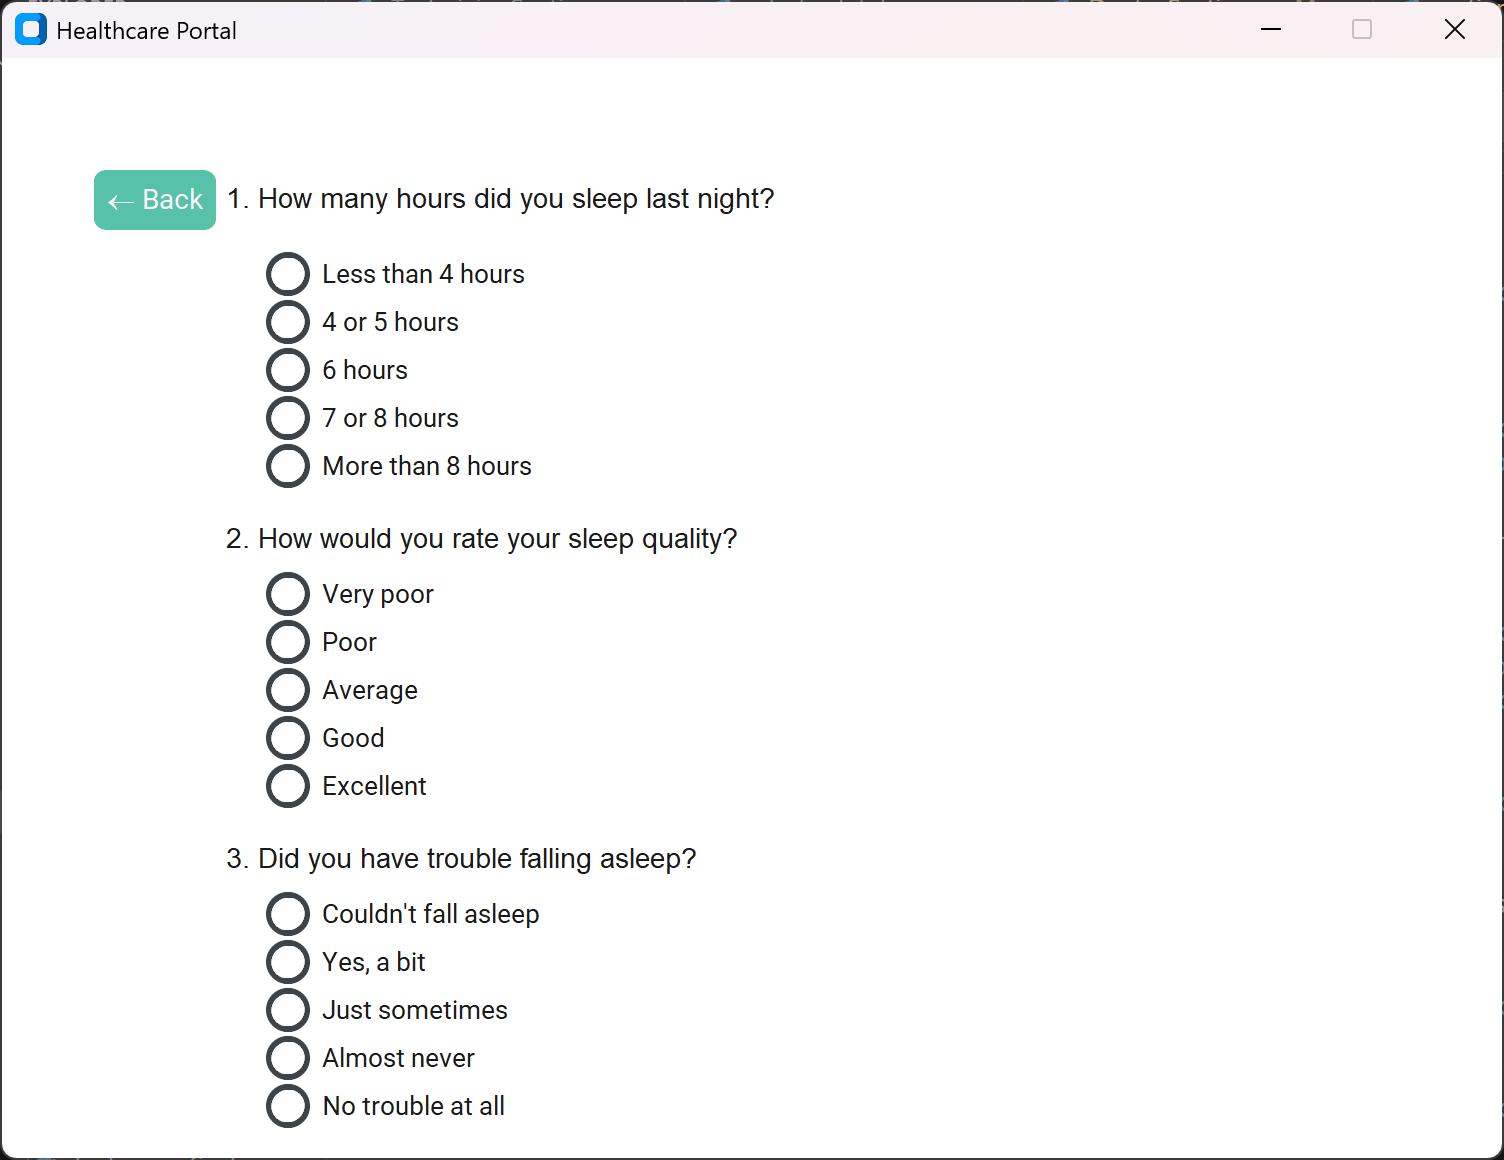 Healthcare Portal
← Back
1. How many hours did you sleep last night?
Less than 4 hours
4 or 5 hours
6 hours
7 or 8 hours
More than 8 hours
2. How would you rate your sleep quality?
Very poor
Poor
Average
Good
Excellent
3. Did you have trouble falling asleep?
Couldn't fall asleep
Yes, a bit
Just sometimes
Almost never
No trouble at all